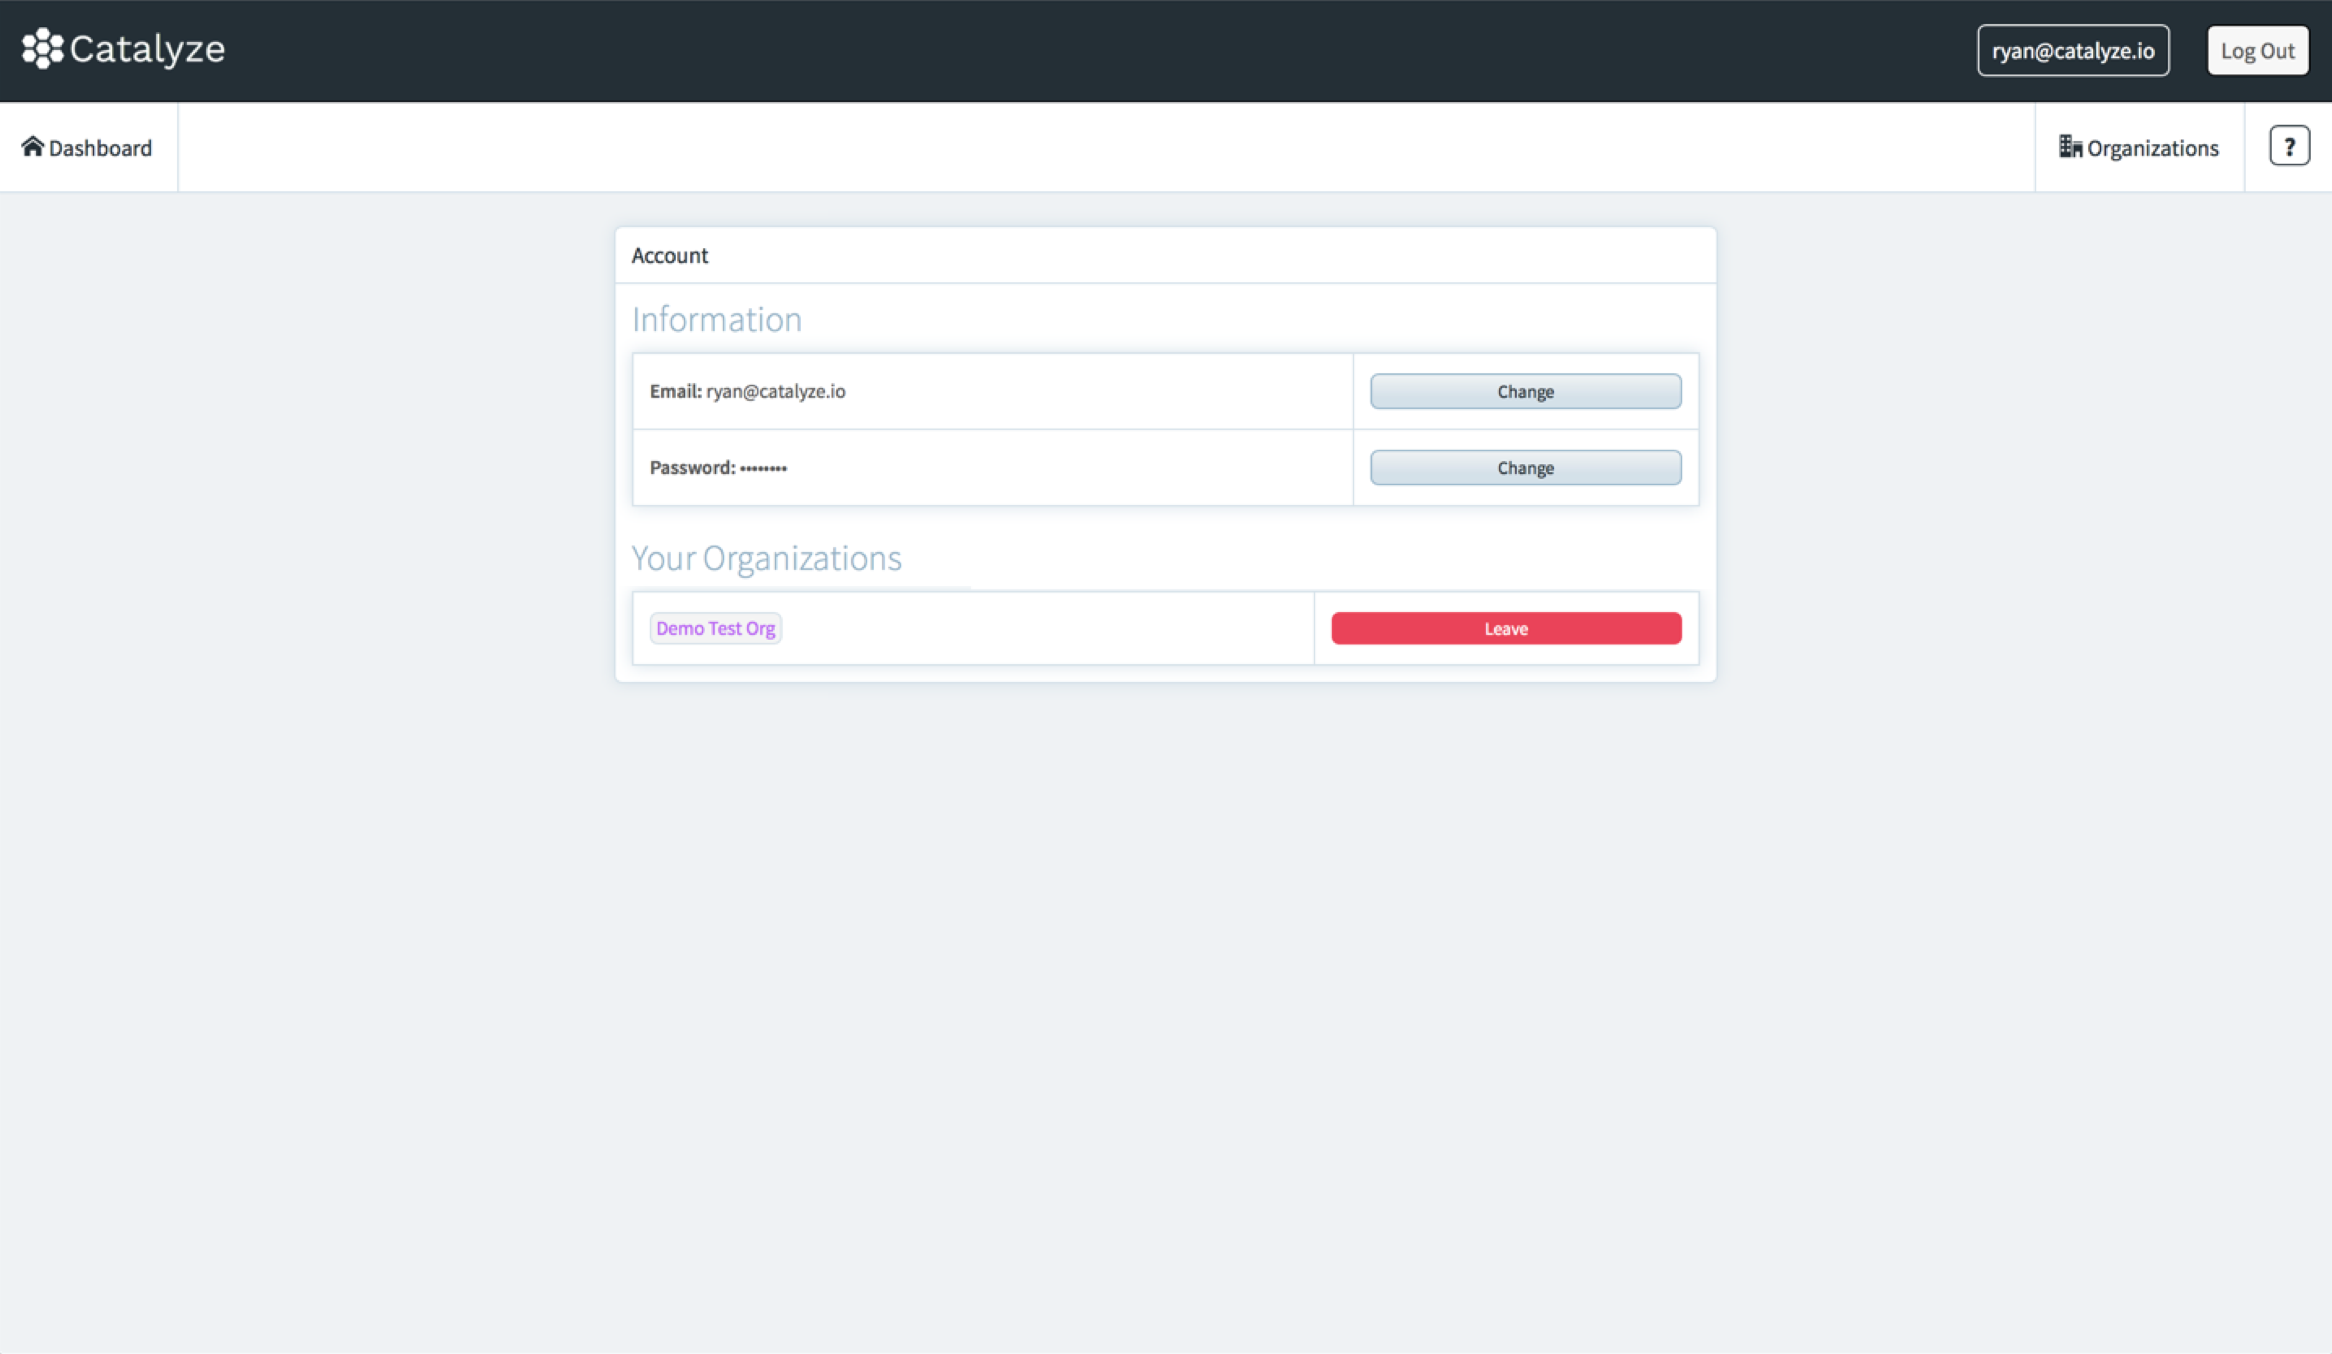 Catalyze
ryan@catalyze.io
Log Out
Dashboard
Organizations
?
Account
Information
Email: ryan@catalyze.io
Change
Password: ••••••••
Change
Your Organizations
Demo Test Org
Leave